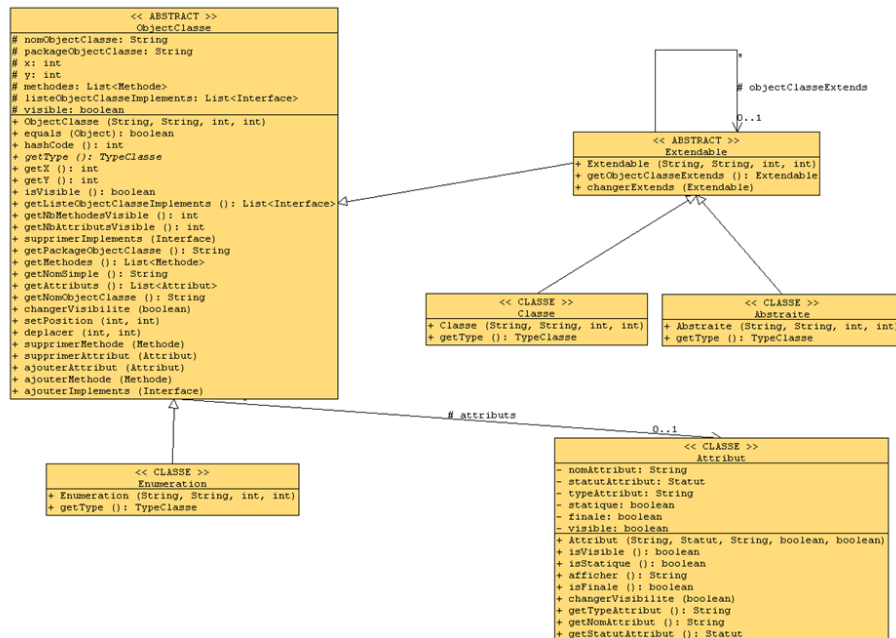 << ABSTRACT >>
ObjectClasse
# nomObjectClasse: String
# packageObjectClasse: String
# x: int
# y: int
# methodes: List<Methode>
# listeObjectClasseImplements: List<Interface>
# visible: boolean
+ ObjectClasse (String, String, int, int)
+ equals (Object): boolean
+ hashCode (): int
+ getType (): TypeClasse
+ getX (): int
+ getY (): int
+ isVisible (): boolean
+ getListeObjectClasseImplements (): List<Interface>
+ getNbMethodesVisible (): int
+ getNbAttributsVisible (): int
+ supprimerImplements (Interface)
+ getPackageObjectClasse (): String
+ getMethodes (): List<Methode>
+ getNomSimple (): String
+ getAttributs (): List<Attribut>
+ getNomObjectClasse (): String
+ changerVisibilite (boolean)
+ setPosition (int, int)
+ deplacer (int, int)
+ supprimerMethode (Methode)
+ supprimerAttribut (Attribut)
+ ajouterAttribut (Attribut)
+ ajouterMethode (Methode)
+ ajouterImplements (Interface)
*
# objectClasseExtends
0..1
<< ABSTRACT >>
Extendable
+ Extendable (String, String, int, int)
+ getObjectClasseExtends (): Extendable
+ changerExtends (Extendable)
<< CLASSE >>
Classe
+ Classe (String, String, int, int)
+ getType (): TypeClasse
<< CLASSE >>
Abstraite
+ Abstraite (String, String, int, int)
+ getType (): TypeClasse
# attributs
0..1
<< CLASSE >>
Enumeration
+ Enumeration (String, String, int, int)
+ getType (): TypeClasse
<< CLASSE >>
Attribut
- nomAttribut: String
- statutAttribut: Statut
- typeAttribut: String
- statique: boolean
- finale: boolean
- visible: boolean
+ Attribut (String, Statut, String, boolean, boolean)
+ isVisible (): boolean
+ isStatique (): boolean
+ afficher (): String
+ isFinale (): boolean
+ changerVisibilite (boolean)
+ getTypeAttribut (): String
+ getNomAttribut (): String
+ getStatutAttribut (): Statut